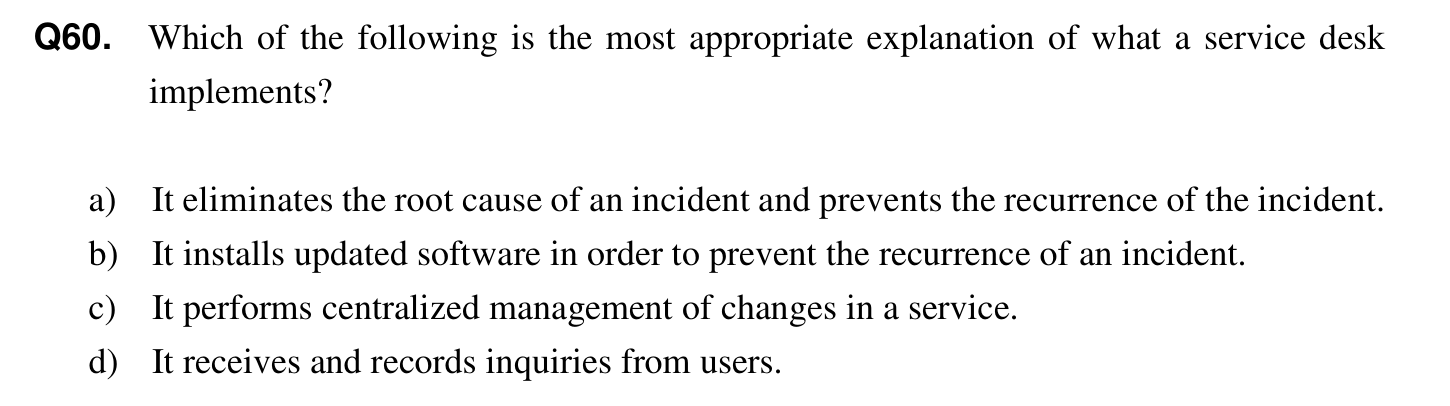 Q60. Which of the following is the most appropriate explanation of what a service desk
implements?
a) It eliminates the root cause of an incident and prevents the recurrence of the incident.
b) It installs updated software in order to prevent the recurrence of an incident.
c) It performs centralized management of changes in a service.
d) It receives and records inquiries from users.